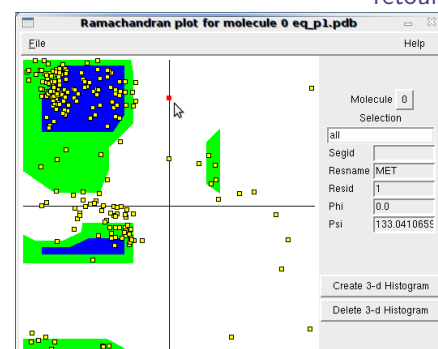 retour
Ramachandran plot for molecule 0 eq_p1.pdb
File
Help
Molecule 0
Selection
all
Segid
Resname MET
Resid 1
Phi 0.0
Psi 133.0410659
Create 3-d Histogram
Delete 3-d Histogram